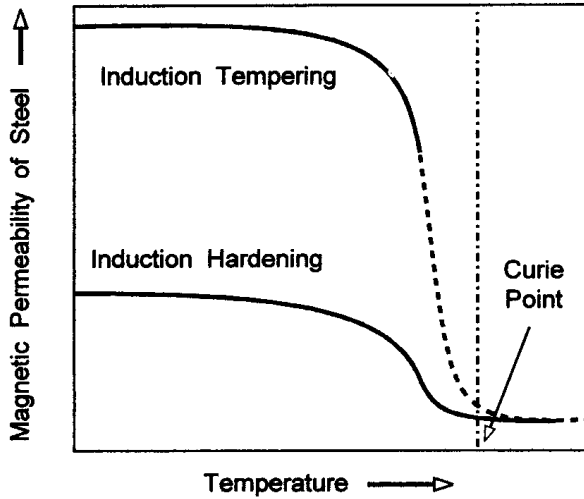 Magnetic Permeability of Steel
Induction Tempering
Induction Hardening
Curie
Point
Temperature